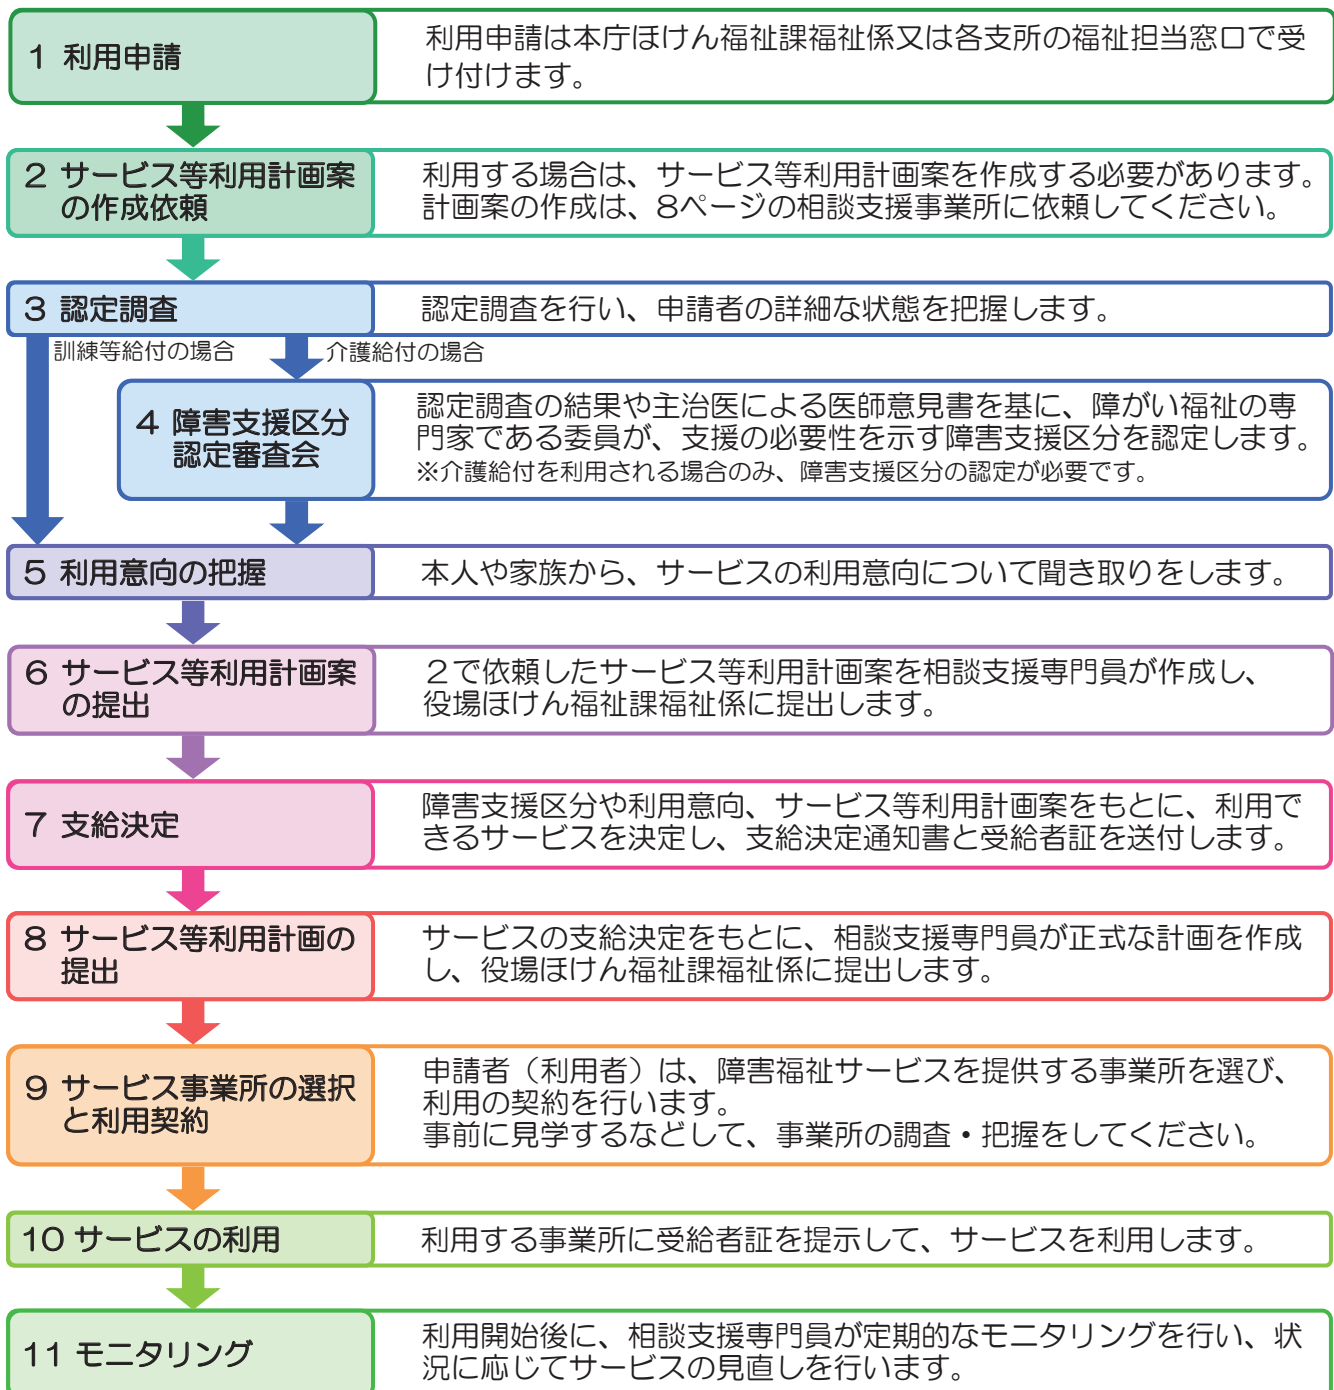 1 利用申請
利用申請は本庁ほけん福祉課福祉係又は各支所の福祉担当窓口で受
け付けます。
2 サービス等利用計画案
の作成依頼
利用する場合は、サービス等利用計画案を作成する必要があります。
計画案の作成は、8ページの相談支援事業所に依頼してください。
3 認定調査
認定調査を行い、申請者の詳細な状態を把握します。
訓練等給付の場合
介護給付の場合
4 障害支援区分
認定審査会
認定調査の結果や主治医による医師意見書を基に、障がい福祉の専
門家である委員が、支援の必要性を示す障害支援区分を認定します。
※介護給付を利用される場合のみ、障害支援区分の認定が必要です。
5 利用意向の把握
本人や家族から、サービスの利用意向について聞き取りをします。
6 サービス等利用計画案
の提出
2で依頼したサービス等利用計画案を相談支援専門員が作成し、
役場ほけん福祉課福祉係に提出します。
7 支給決定
障害支援区分や利用意向、サービス等利用計画案をもとに、利用で
きるサービスを決定し、支給決定通知書と受給者証を送付します。
8 サービス等利用計画の
提出
サービスの支給決定をもとに、相談支援専門員が正式な計画を作成
し、役場ほけん福祉課福祉係に提出します。
9 サービス事業所の選択
と利用契約
申請者（利用者）は、障害福祉サービスを提供する事業所を選び、
利用の契約を行います。
事前に見学するなどして、事業所の調査・把握をしてください。
10 サービスの利用
利用する事業所に受給者証を提示して、サービスを利用します。
11 モニタリング
利用開始後に、相談支援専門員が定期的なモニタリングを行い、状
況に応じてサービスの見直しを行います。